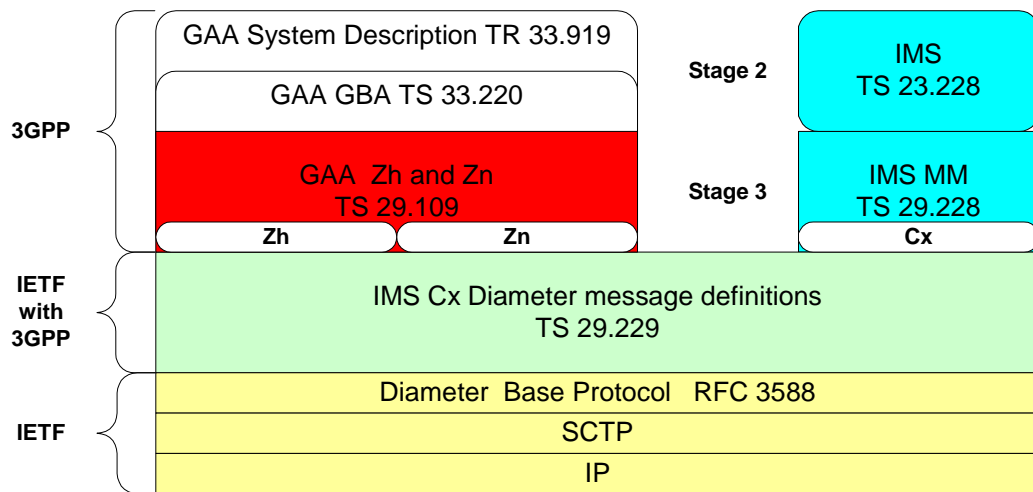 GAA System Description TR 33.919
GAA GBA TS 33.220
Stage 2
IMS
TS 23.228
3GPP
GAA Zh and Zn
TS 29.109
Stage 3
IMS MM
TS 29.228
Zh
Zn
Cx
IETF
with
3GPP
IMS Cx Diameter message definitions
TS 29.229
Diameter Base Protocol RFC 3588
IETF
SCTP
IP